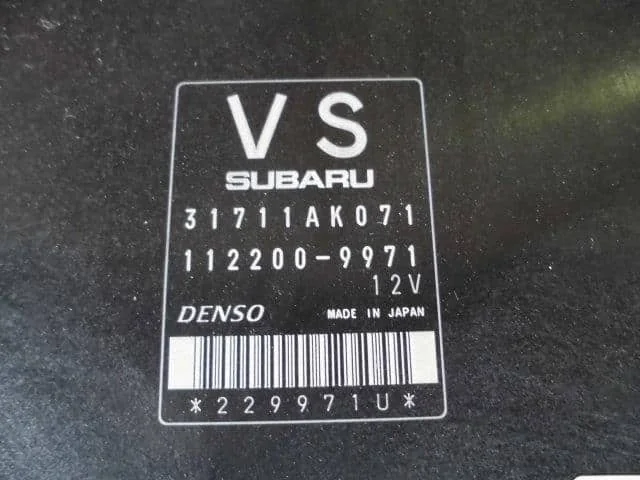 VS
SUBARU
31711AK071
112200-9971
12V
DENSO MADE IN JAPAN
*229971U*